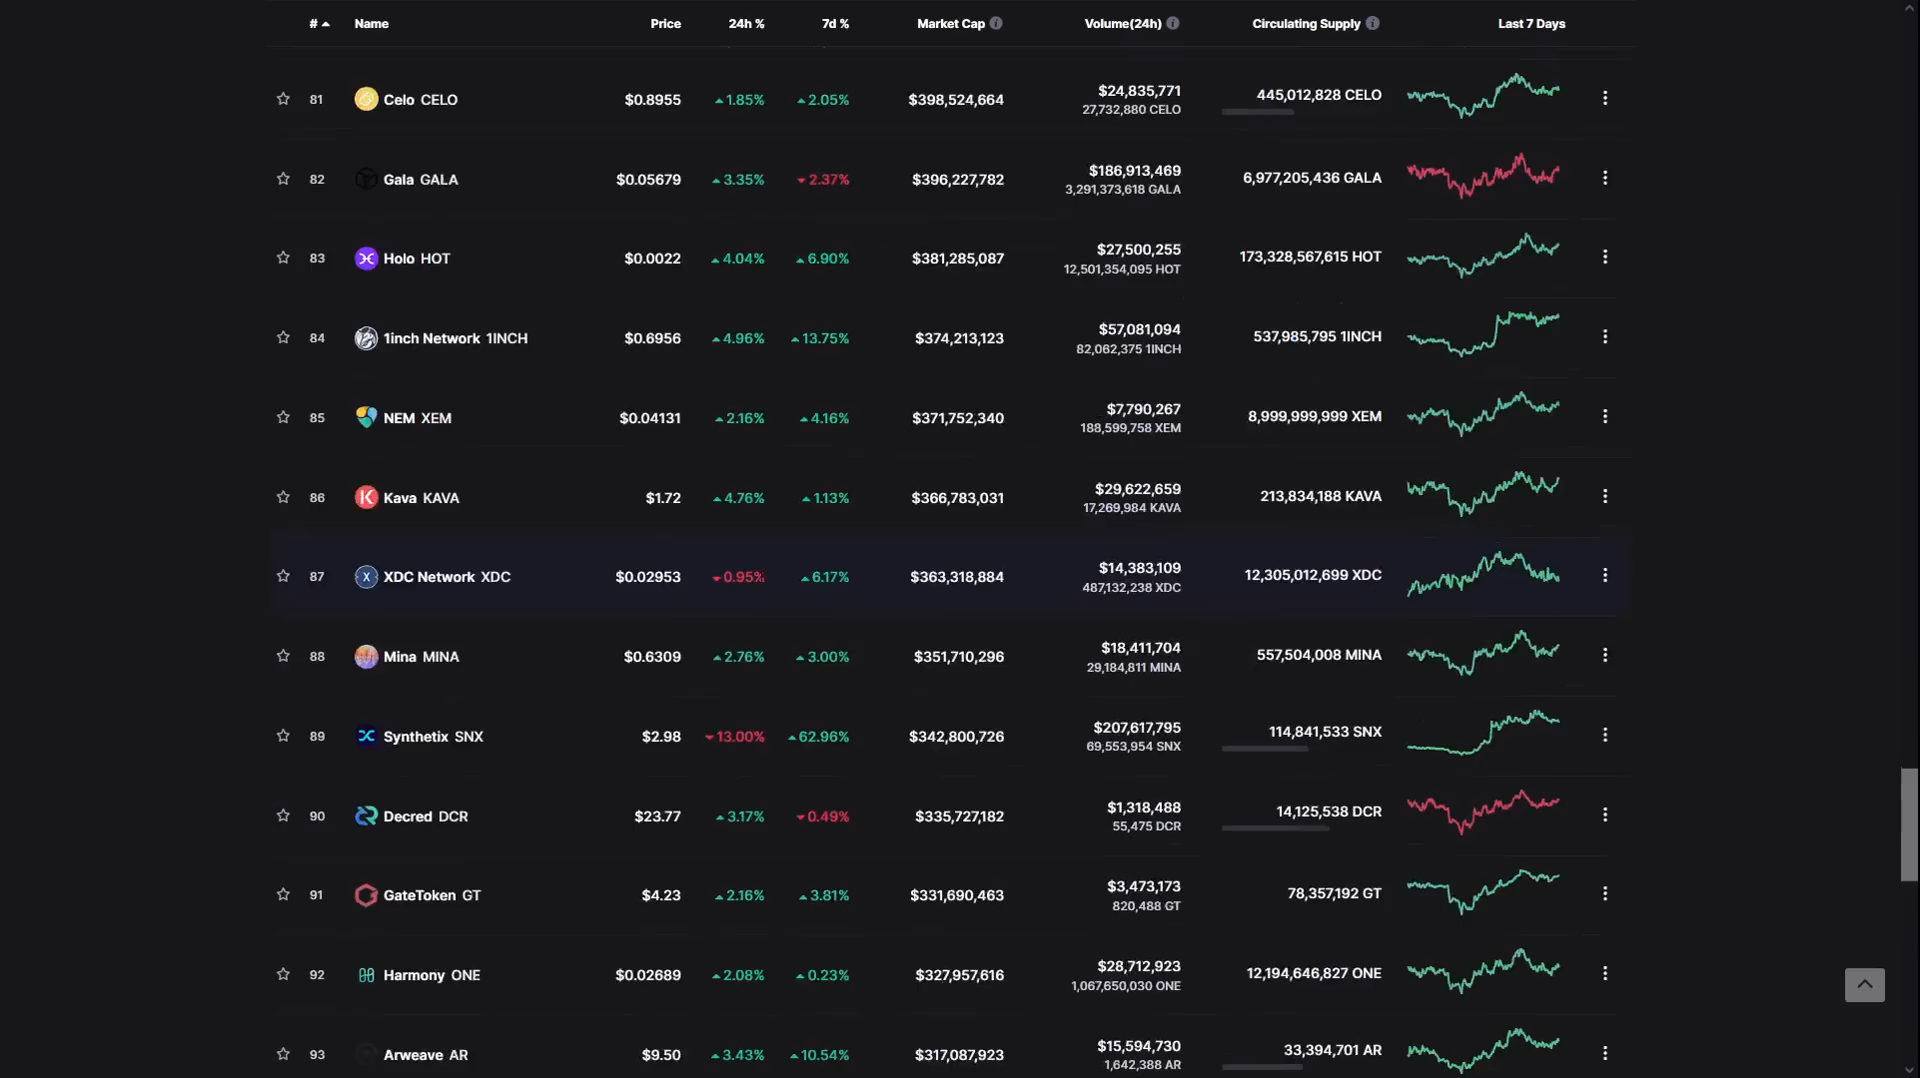 # Name Price 24h % 7d % Market Cap Volume(24h) Circulating Supply Last 7 Days
81 Celo CELO $0.8955 1.85% 2.05% $398,524,664 $24,835,771 445,012,828 CELO
27,732,880 CELO
82 Gala GALA $0.05679 3.35% 2.37% $396,227,782 $186,913,469 6,977,205,436 GALA
3,291,373,618 GALA
83 Holo HOT $0.0022 4.04% 6.90% $381,285,087 $27,500,255 173,328,567,615 HOT
12,501,354,095 HOT
84 1inch Network 1INCH $0.6956 4.96% 13.75% $374,213,123 $57,081,094 537,985,795 1INCH
82,062,375 1INCH
85 NEM XEM $0.04131 2.16% 4.16% $371,752,340 $7,790,267 8,999,999,999 XEM
188,599,758 XEM
86 Kava KAVA $1.72 4.76% 1.13% $366,783,031 $29,622,659 213,834,188 KAVA
17,269,984 KAVA
87 XDC Network XDC $0.02953 0.95% 6.17% $363,318,884 $14,383,109 12,305,012,699 XDC
487,132,238 XDC
88 Mina MINA $0.6309 2.76% 3.00% $351,710,296 $18,411,704 557,504,008 MINA
29,184,811 MINA
89 Synthetix SNX $2.98 13.00% 62.96% $342,800,726 $207,617,795 114,841,533 SNX
69,553,954 SNX
90 Decred DCR $23.77 3.17% 0.49% $335,727,182 $1,318,488 14,125,538 DCR
55,475 DCR
91 GateToken GT $4.23 2.16% 3.81% $331,690,463 $3,473,173 78,357,192 GT
820,488 GT
92 Harmony ONE $0.02689 2.08% 0.23% $327,957,616 $28,712,923 12,194,646,827 ONE
1,067,650,030 ONE
93 Arweave AR $9.50 3.43% 10.54% $317,087,923 $15,594,730 33,394,701 AR
1,642,388 AR